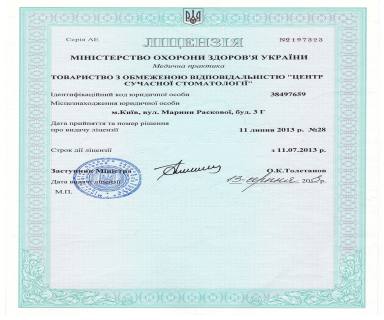 Серія АЕ
ЛІЦЕНЗІЯ
№197323
МІНІСТЕРСТВО ОХОРОНИ ЗДОРОВ'Я УКРАЇНИ
Медична практика
ТОВАРИСТВО З ОБМЕЖЕНОЮ ВІДПОВІДАЛЬНІСТЮ "ЦЕНТР
СУЧАСНОЇ СТОМАТОЛОГІЇ"
Ідентифікаційний код юридичної особи 38497659
Місцезнаходження юридичної особи
м.Київ, вул. Марини Раскової, буд. 3 Г
Дата прийняття та номер рішення
про видачу ліцензії 11 липня 2013 р. №28
Строк дії ліцензії з 11.07.2013 р.
Заступник Міністра О.К.Толстанов
Дата видачі ліцензії серпня
М.П.